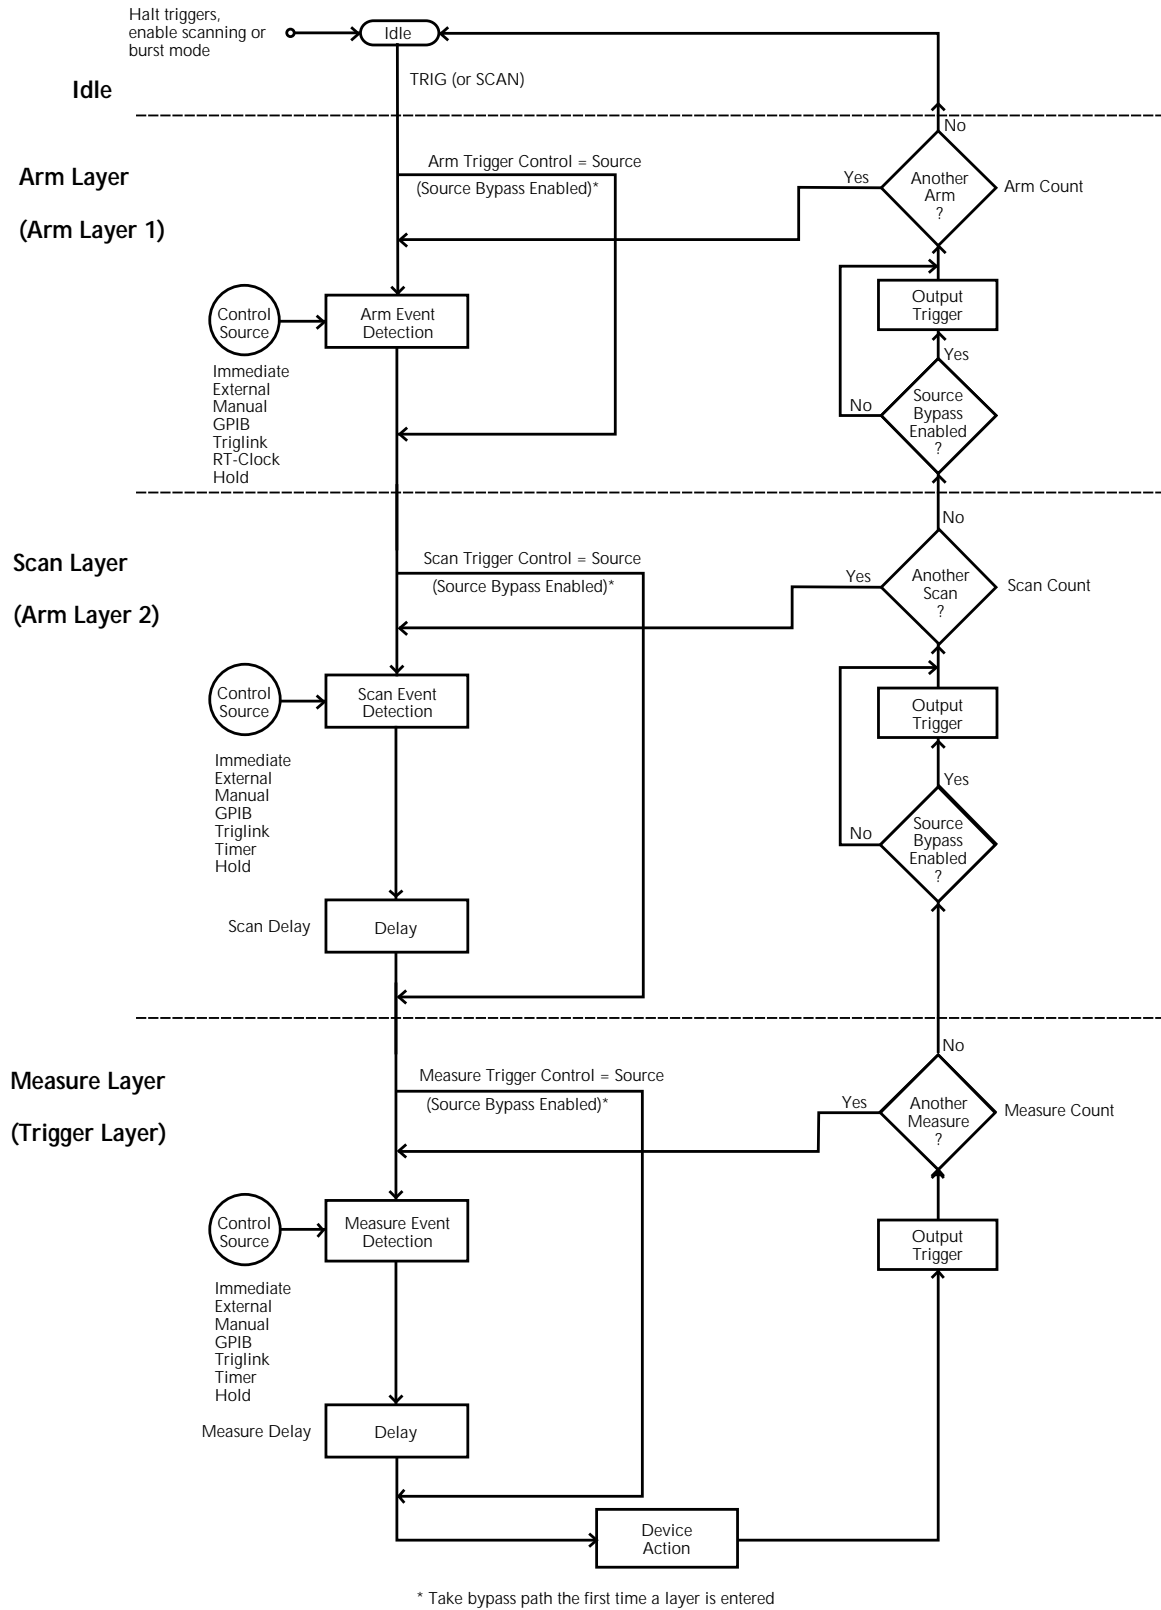 Halt triggers,
enable scanning or
burst mode
Idle
TRIG (or SCAN)
Idle
No
Arm Layer
(Arm Layer 1)
Arm Trigger Control = Source
(Source Bypass Enabled)*
Yes
Another
Arm
?
Arm Count
Output
Trigger
Control
Source
Arm Event
Detection
Immediate
External
Manual
GPIB
Triglink
RT-Clock
Hold
Yes
No
Source
Bypass
Enabled
?
No
Scan Layer
(Arm Layer 2)
Scan Trigger Control = Source
(Source Bypass Enabled)*
Yes
Another
Scan
?
Scan Count
Control
Source
Scan Event
Detection
Output
Trigger
Immediate
External
Manual
GPIB
Triglink
Timer
Hold
Yes
No
Source
Bypass
Enabled
?
Scan Delay
Delay
No
Measure Layer
(Trigger Layer)
Measure Trigger Control = Source
(Source Bypass Enabled)*
Yes
Another
Measure
?
Measure Count
Control
Source
Measure Event
Detection
Output
Trigger
Immediate
External
Manual
GPIB
Triglink
Timer
Hold
Measure Delay
Delay
Device
Action
* Take bypass path the first time a layer is entered